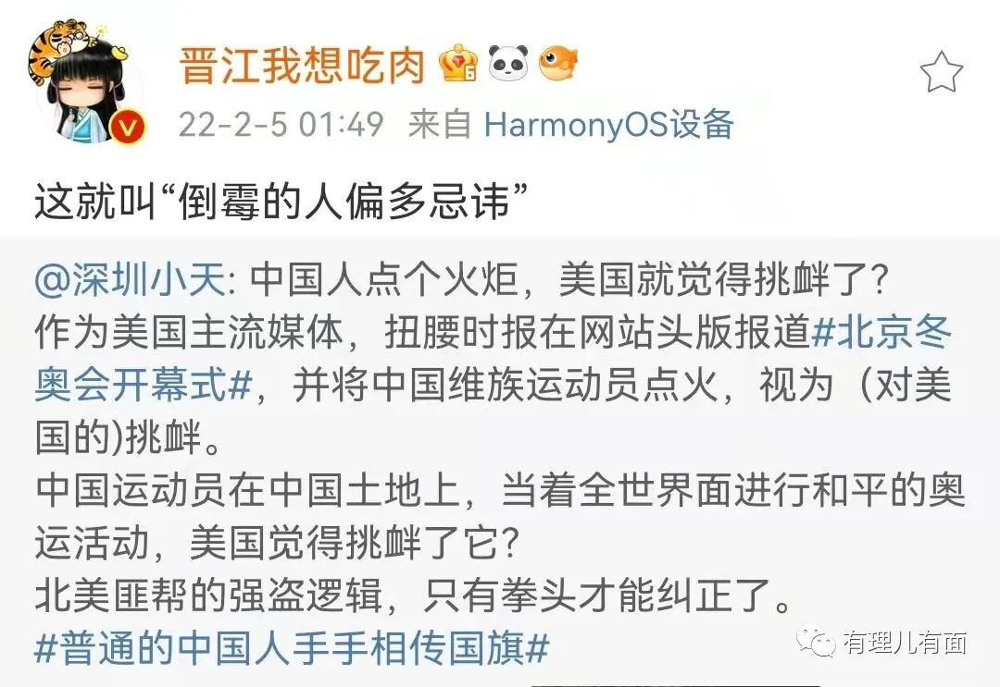 晋江我想吃肉
22-2-5 01:49 来自 HarmonyOS设备
这就叫“倒霉的人偏多忌讳”
@深圳小天: 中国人点个火炬，美国就觉得挑衅了？
作为美国主流媒体，扭腰时报在网站头版报道#北京冬
奥会开幕式#，并将中国维族运动员点火，视为（对美
国的)挑衅。
中国运动员在中国土地上，当着全世界面进行和平的奥
运活动，美国觉得挑衅了它？
北美匪帮的强盗逻辑，只有拳头才能纠正了。
#普通的中国人手手相传国旗#
有理儿有面